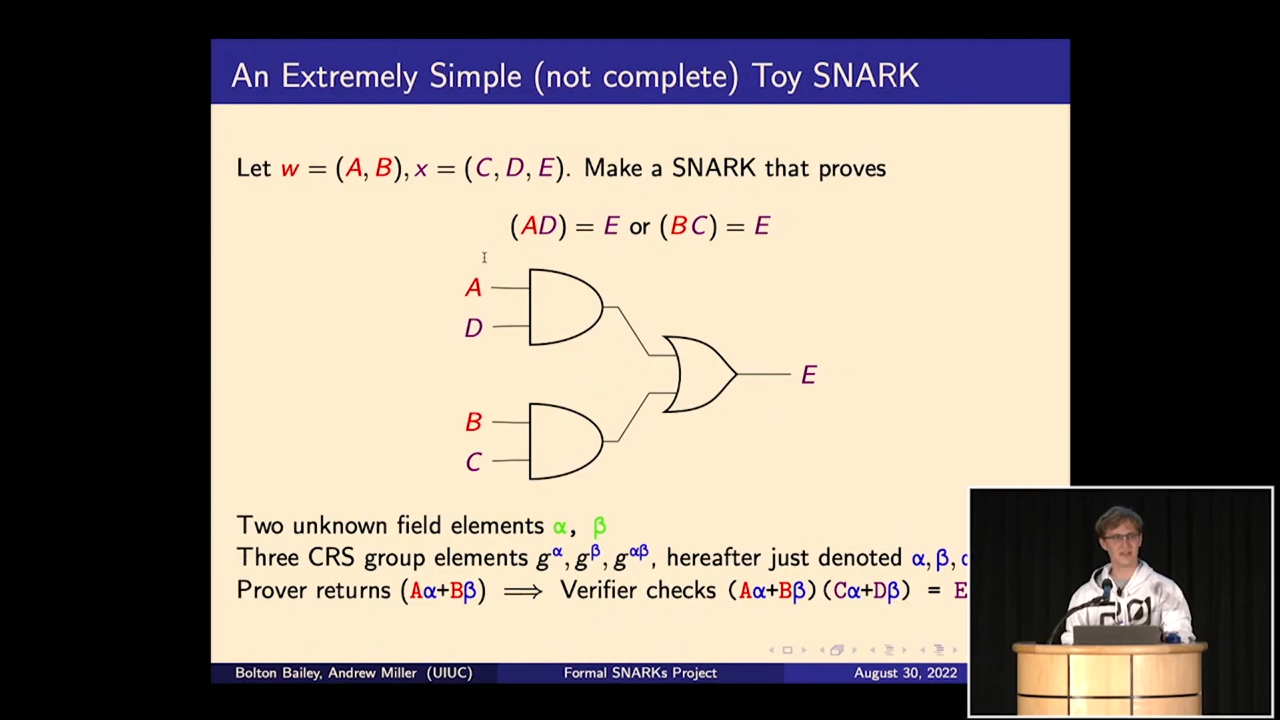 An Extremely Simple (not complete) Toy SNARK
Let w = (A, B), x = (C, D, E). Make a SNARK that proves
(AD) = E or (BC) = E
A
D
E
B
C
Two unknown field elements α, β
Three CRS group elements g^α, g^β, g^αβ, hereafter just denoted α, β,
Prover returns (Aα+Bβ) ⟹ Verifier checks (Aα+Bβ)(Cα+Dβ) = E
Bolton Bailey, Andrew Miller (UIUC) Formal SNARKs Project August 30, 2022